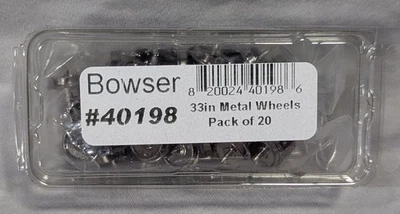 Bowser
#40198
8 20024 40198 6
33in Metal Wheels
Pack of 20